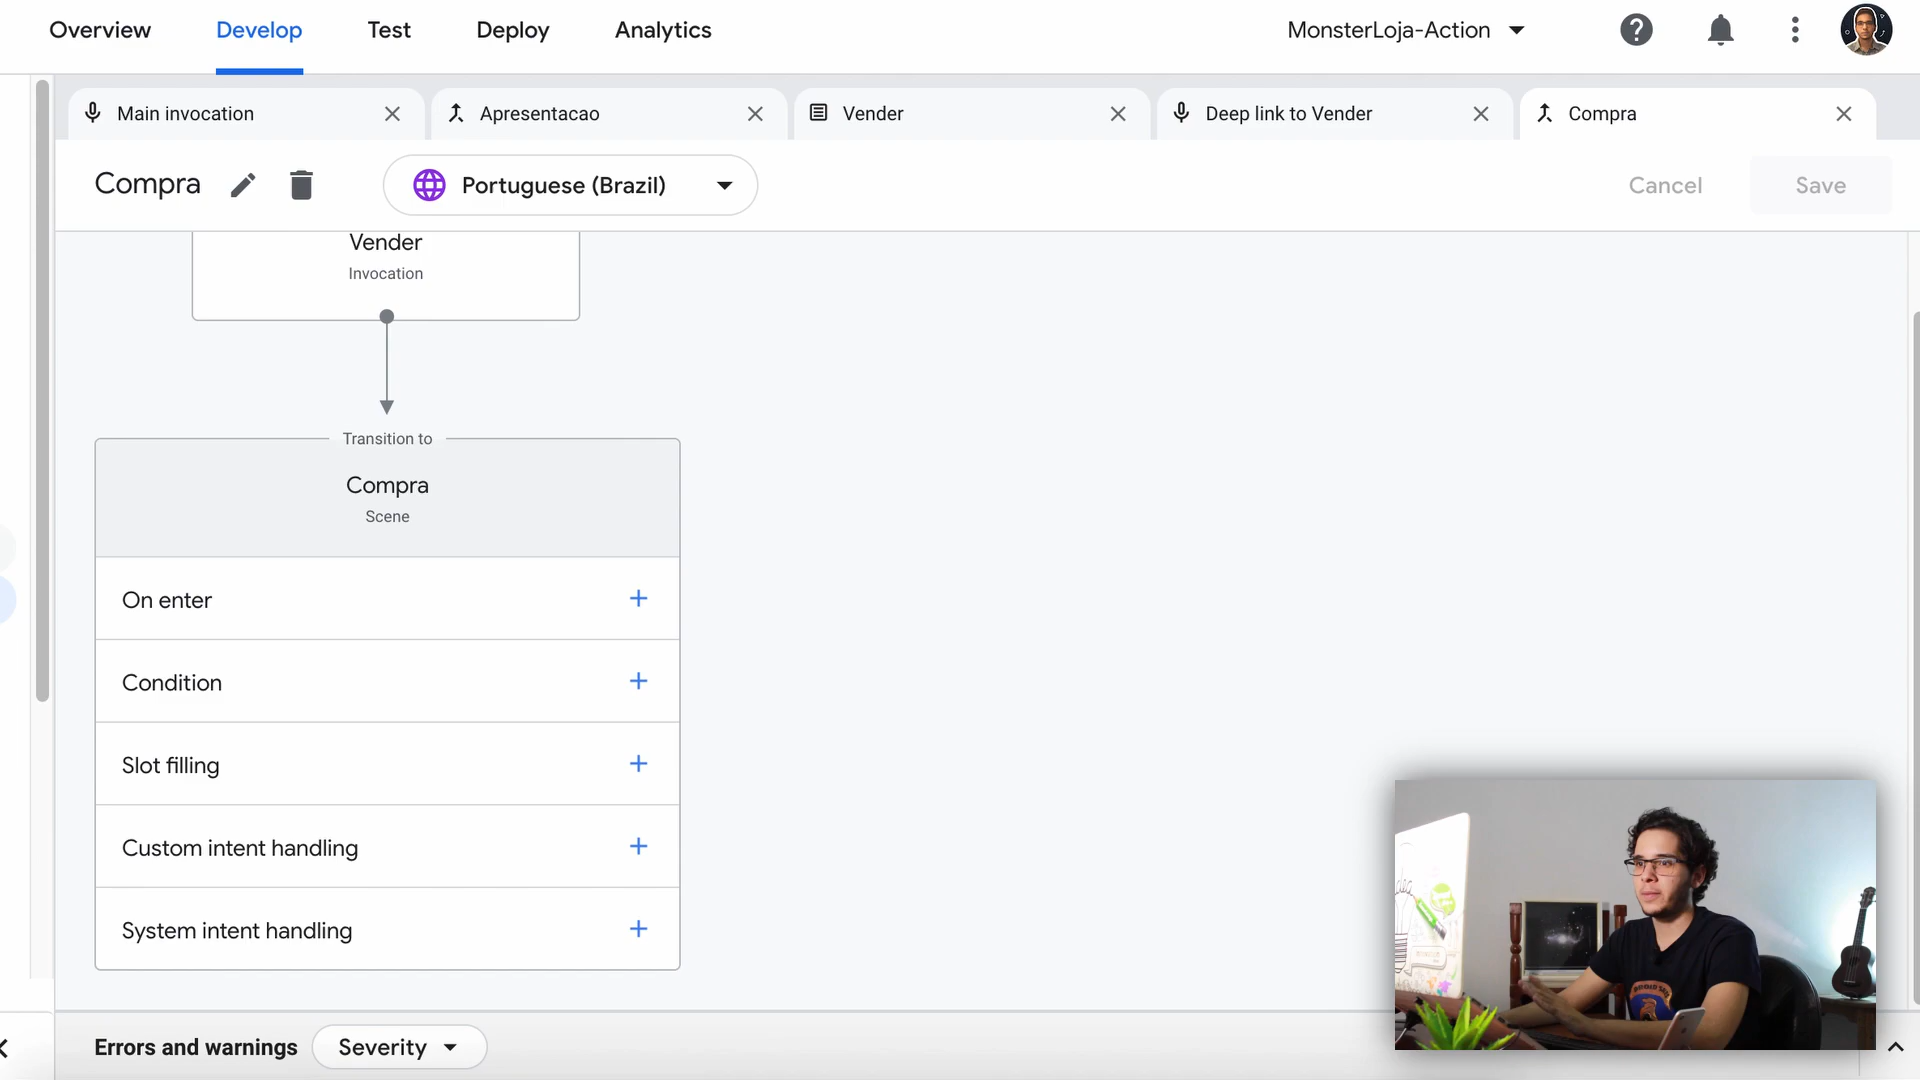 Overview Develop Test Deploy Analytics MonsterLoja-Action
Main invocation Apresentacao Vender Deep link to Vender Compra
Compra Portuguese (Brazil) Cancel Save
Vender
Invocation
Transition to
Compra
Scene
On enter
Condition
Slot filling
Custom intent handling
System intent handling
Errors and warnings Severity